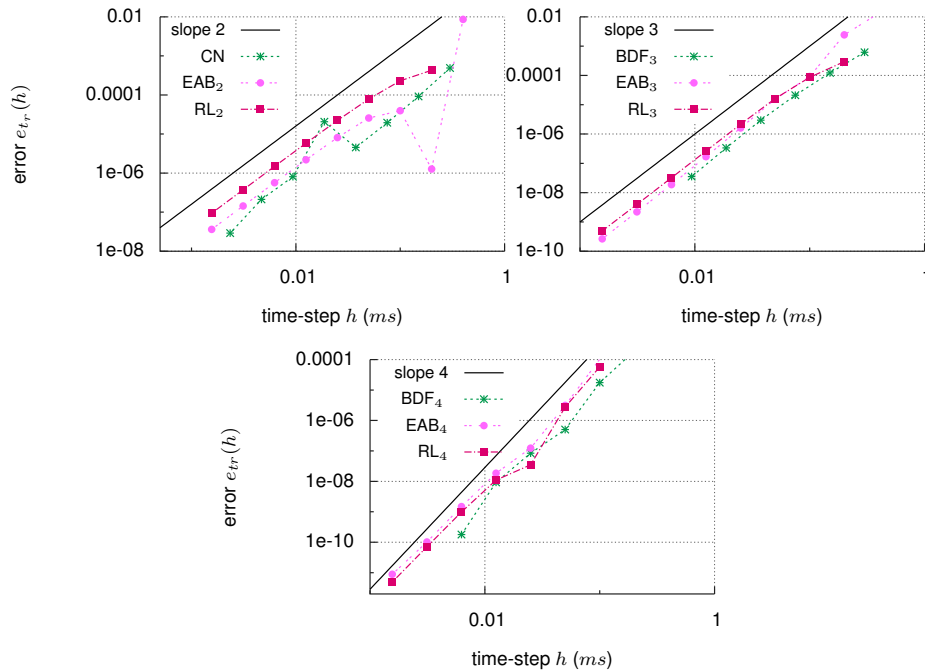 0.01
slope 2
CN
EAB2
RL2
0.0001
1e-06
1e-08
0.01
1
error etr(h)
time-step h (ms)
0.01
slope 3
BDF3
EAB3
RL3
0.0001
1e-06
1e-08
1e-10
0.01
1
time-step h (ms)
0.0001
slope 4
BDF4
EAB4
RL4
1e-06
1e-08
1e-10
0.01
1
error etr(h)
time-step h (ms)